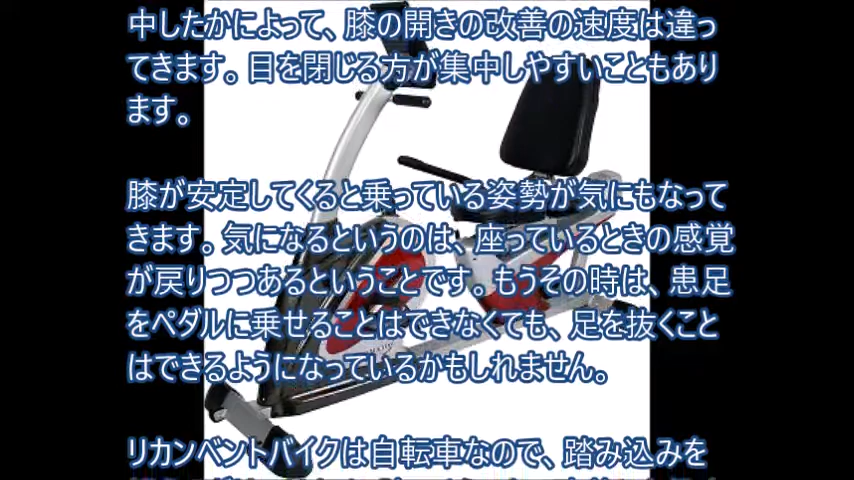 中したかによって、膝の開きの改善の速度は違っ
てきます。目を閉じる方が集中しやすいこともあり
ます。
膝が安定してくると乗っている姿勢が気にもなって
きます。気になるというのは、座っているときの感覚
が戻りつつあるということです。もうその時は、患足
をペダルに乗せることはできなくても、足を抜くこと
はできるようになっているかもしれません。
リカンベントバイクは自転車なので、踏み込みを